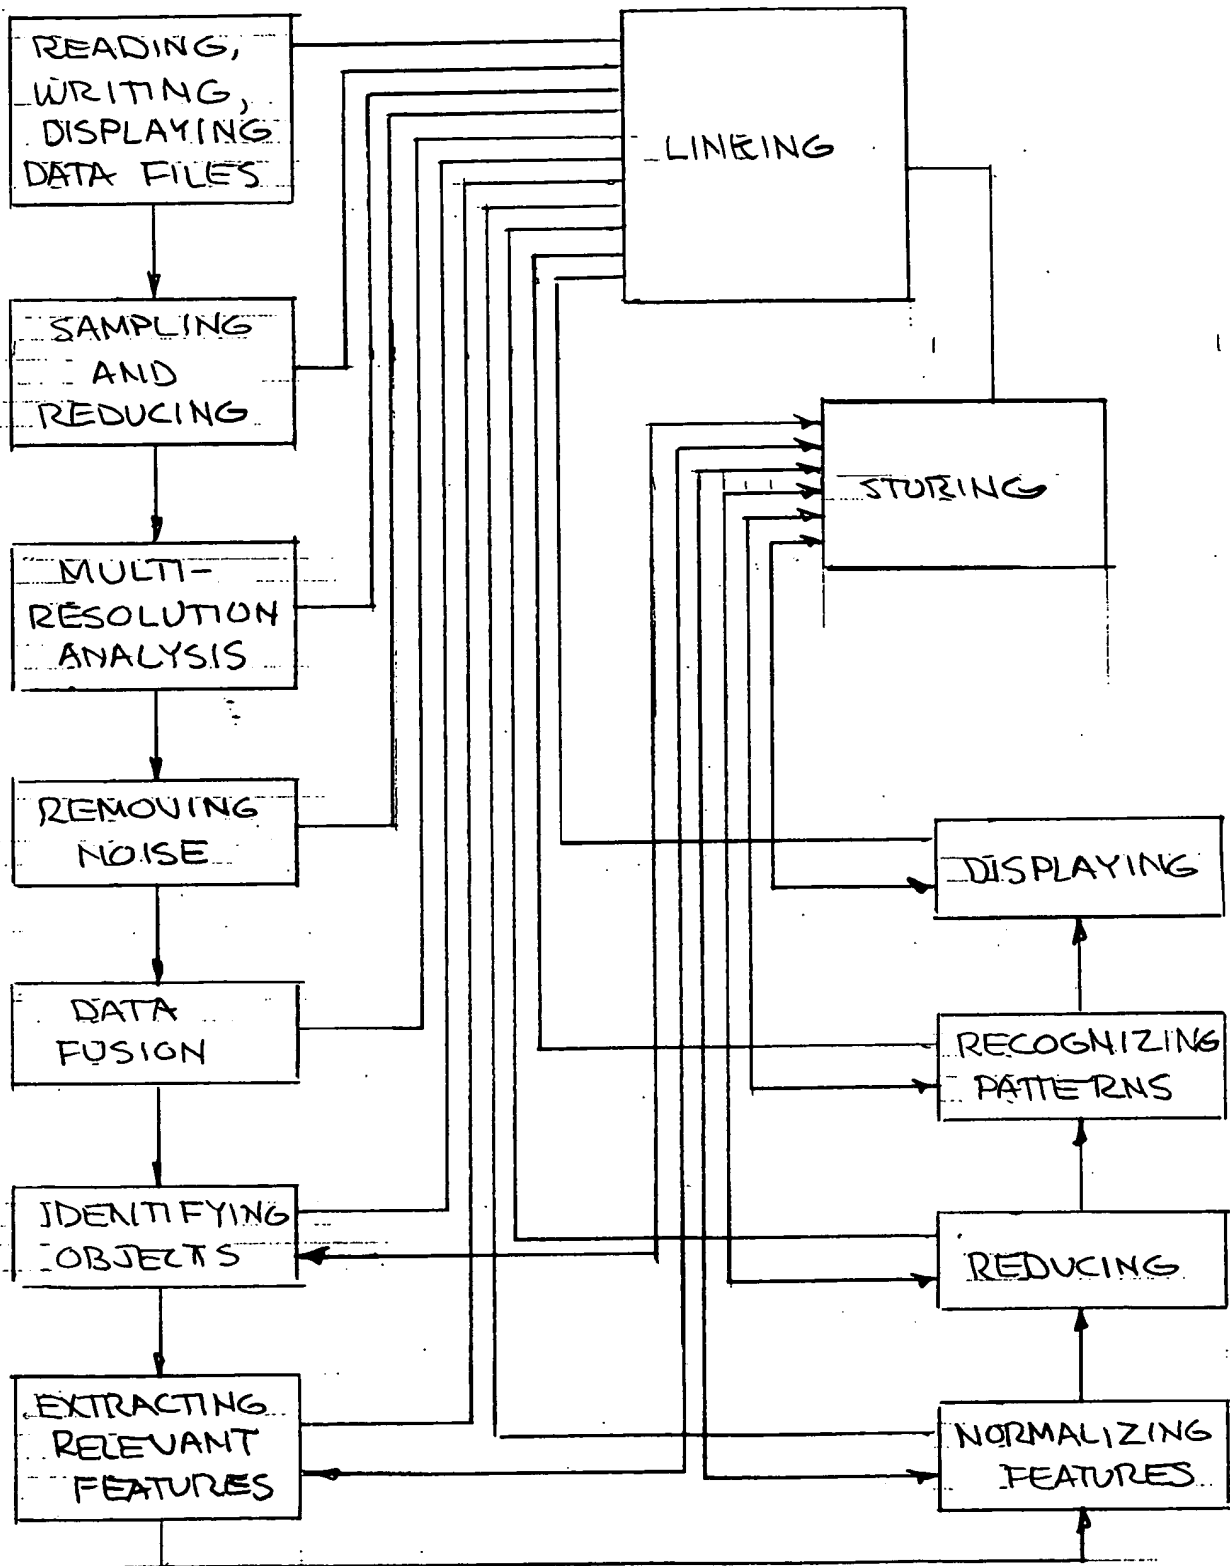 READING,
WRITING,
DISPLAYING
DATA FILES
SAMPLING
AND
REDUCING
MULTI-
RESOLUTION
ANALYSIS
REMOVING
NOISE
DATA
FUSION
IDENTIFYING
OBJECTS
EXTRACTING
RELEVANT
FEATURES
LINKING
STORING
DISPLAYING
RECOGNIZING
PATTERNS
REDUCING
NORMALIZING
FEATURES